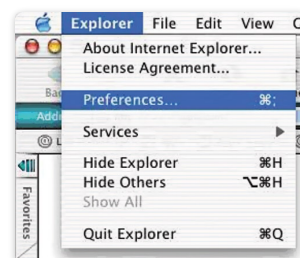 Explorer File Edit View
About Internet Explorer...
License Agreement...
Preferences... ⌘;
Services ▶
Hide Explorer ⌘H
Hide Others ⌥⌘H
Show All
Quit Explorer ⌘Q
Favorites